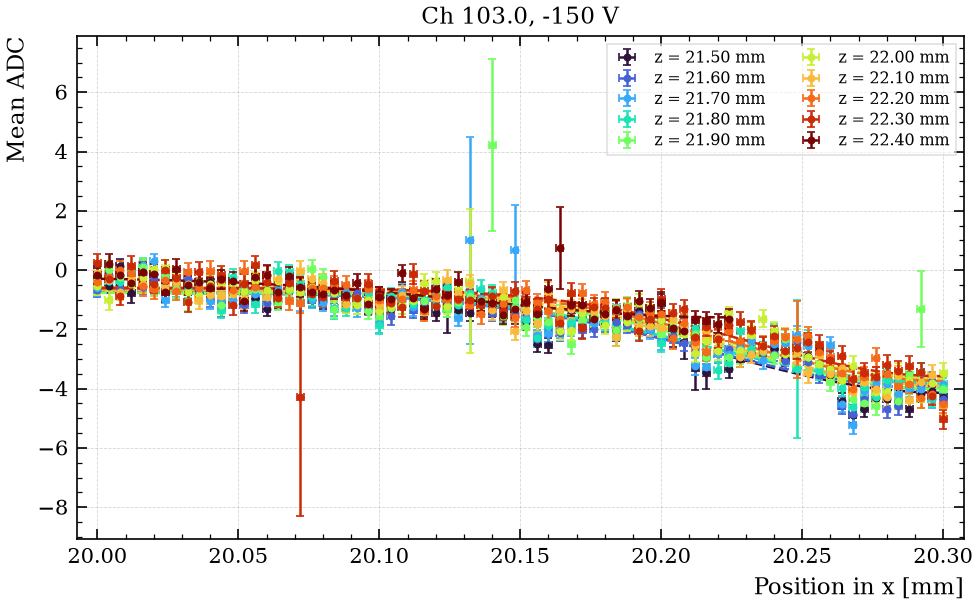 Ch 103.0, -150 V
Mean ADC
z = 21.50 mm
z = 21.60 mm
z = 21.70 mm
z = 21.80 mm
z = 21.90 mm
z = 22.00 mm
z = 22.10 mm
z = 22.20 mm
z = 22.30 mm
z = 22.40 mm
6
4
2
0
−2
−4
−6
−8
20.00 20.05 20.10 20.15 20.20 20.25 20.30
Position in x [mm]